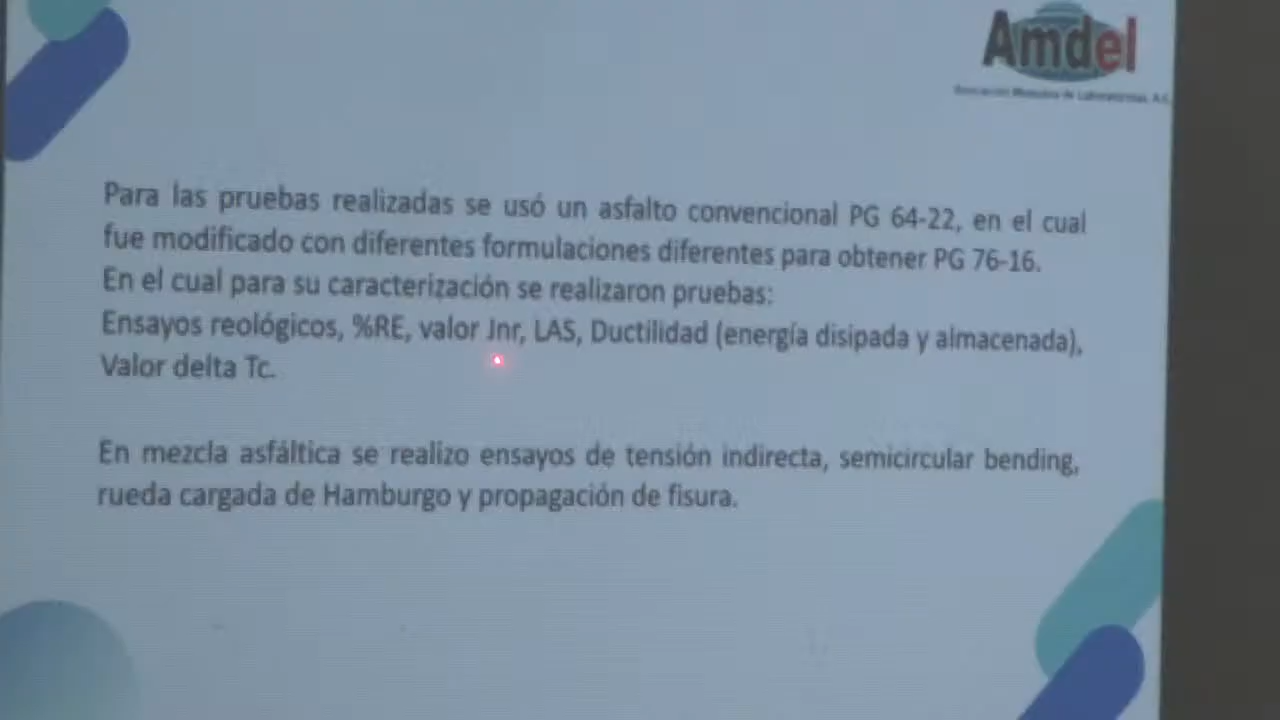 Amdel
Para las pruebas realizadas se usó un asfalto convencional PG 64-22, en el cual
fue modificado con diferentes formulaciones diferentes para obtener PG 76-16.
En el cual para su caracterización se realizaron pruebas:
Ensayos reológicos, %RE, valor Jnr, LAS, Ductilidad (energía disipada y almacenada),
Valor delta Tc.
En mezcla asfáltica se realizo ensayos de tensión indirecta, semicircular bending,
rueda cargada de Hamburgo y propagación de fisura.